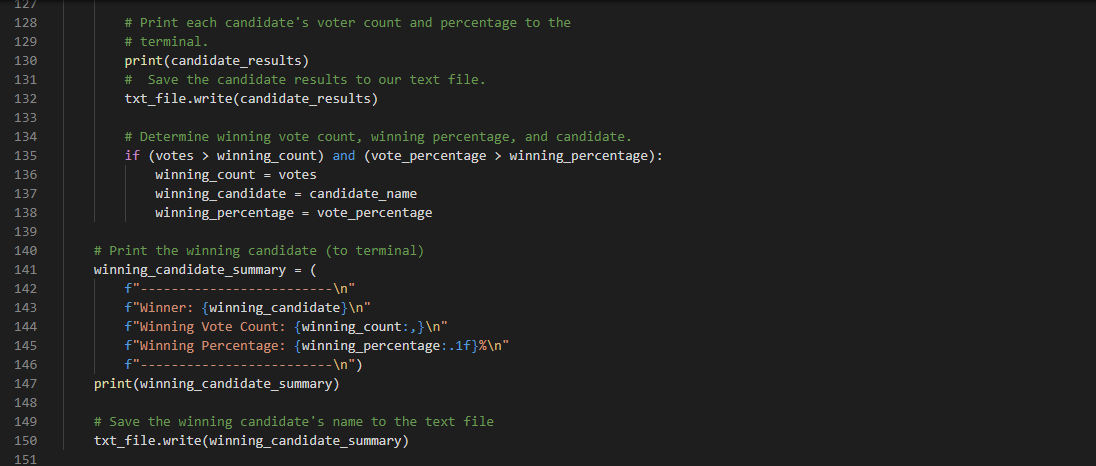 127
128 # Print each candidate's voter count and percentage to the
129 # terminal.
130 print(candidate_results)
131 #  Save the candidate results to our text file.
132 txt_file.write(candidate_results)
133
134 # Determine winning vote count, winning percentage, and candidate.
135 if (votes > winning_count) and (vote_percentage > winning_percentage):
136 winning_count = votes
137 winning_candidate = candidate_name
138 winning_percentage = vote_percentage
139
140 # Print the winning candidate (to terminal)
141 winning_candidate_summary = (
142 f"-------------------------\n"
143 f"Winner: {winning_candidate}\n"
144 f"Winning Vote Count: {winning_count:,}\n"
145 f"Winning Percentage: {winning_percentage:.1f}%\n"
146 f"-------------------------\n")
147 print(winning_candidate_summary)
148
149 # Save the winning candidate's name to the text file
150 txt_file.write(winning_candidate_summary)
151